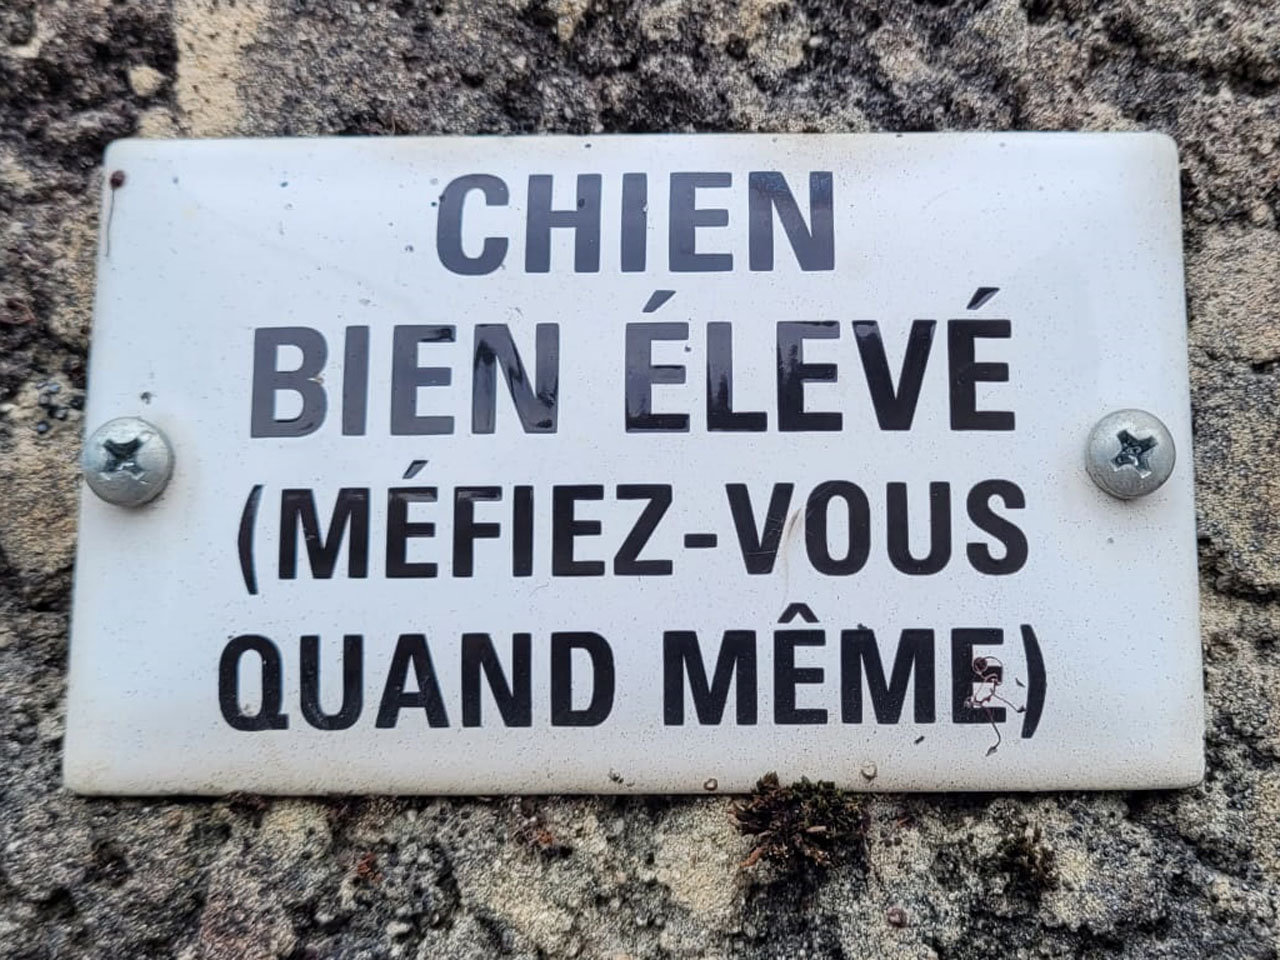 CHIEN
BIEN ÉLEVÉ
(MÉFIEZ-VOUS
QUAND MÊME)